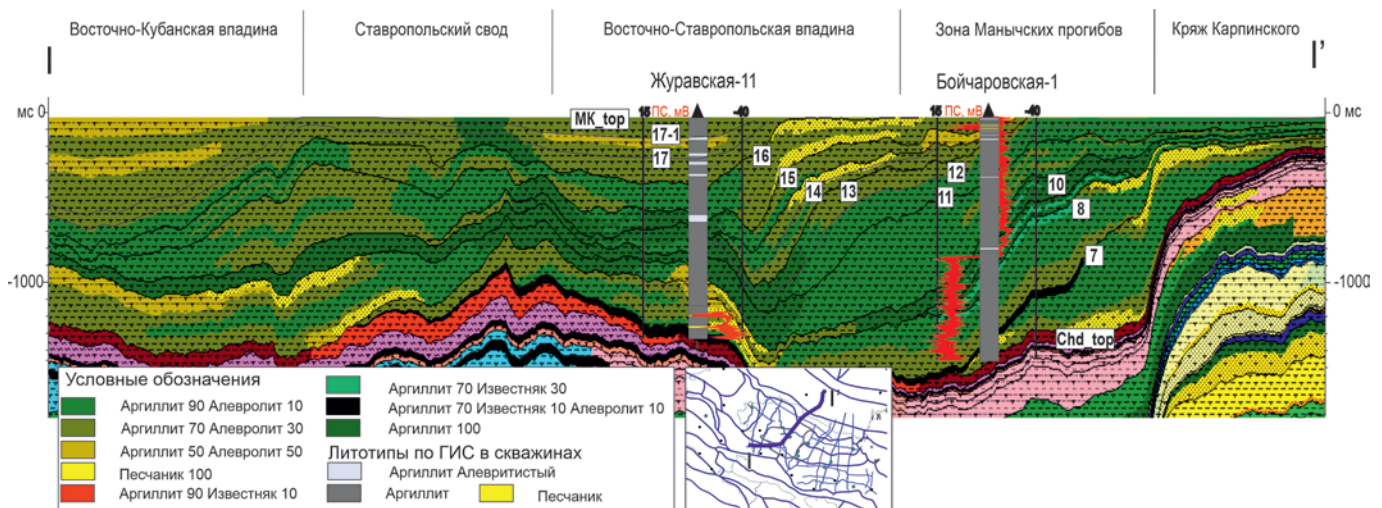 Восточно-Кубанская впадина
Ставропольский свод
Восточно-Ставропольская впадина
Зона Манычских прогибов
Кряж Карпинского
I
I’
Журавская-11
Бойчаровская-1
мс 0
15 ПС, мВ -40
15 ПС, мВ -40
0 мс
MK_top
17-1
17
16
15
14
13
12
11
10
8
7
-1000
-1000
Chd_top
Условные обозначения
Аргиллит 90 Алевролит 10
Аргиллит 70 Алевролит 30
Аргиллит 50 Алевролит 50
Песчаник 100
Аргиллит 90 Известняк 10
Аргиллит 70 Известняк 30
Аргиллит 70 Известняк 10 Алевролит 10
Аргиллит 100
Литотипы по ГИС в скважинах
Аргиллит Алевритистый
Аргиллит
Песчаник
I
I